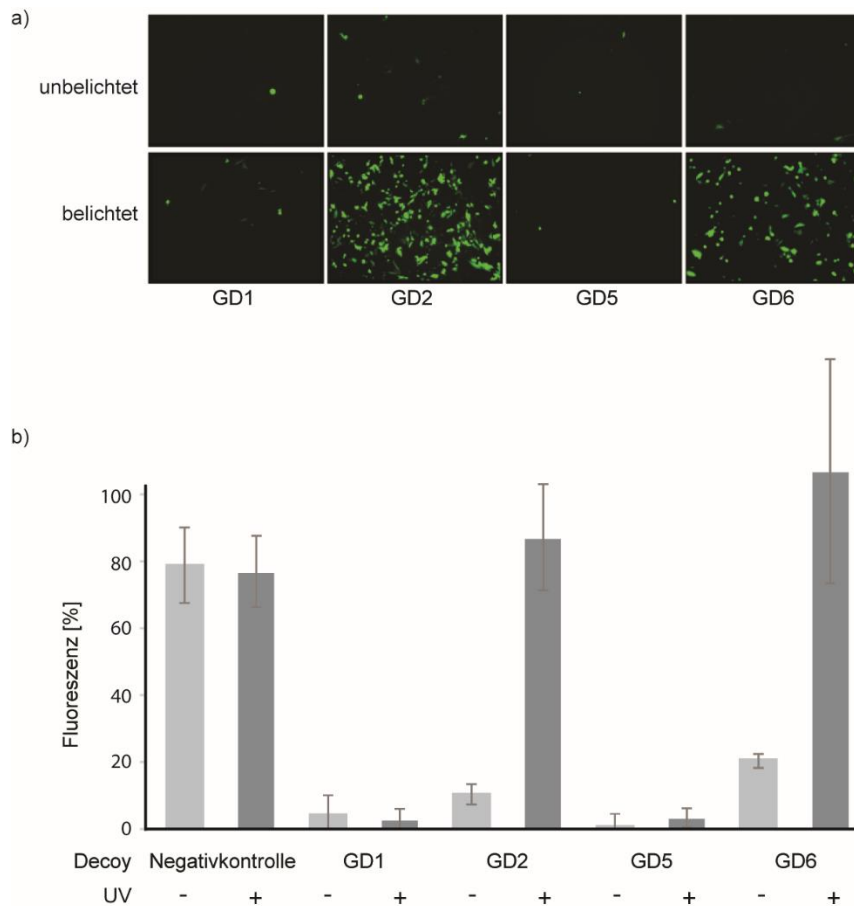 a)
unbelichtet
belichtet
GD1 GD2 GD5 GD6
b)
Fluoreszenz [%]
100
80
60
40
20
0
Decoy Negativkontrolle GD1 GD2 GD5 GD6
UV - + - + - + - + - +